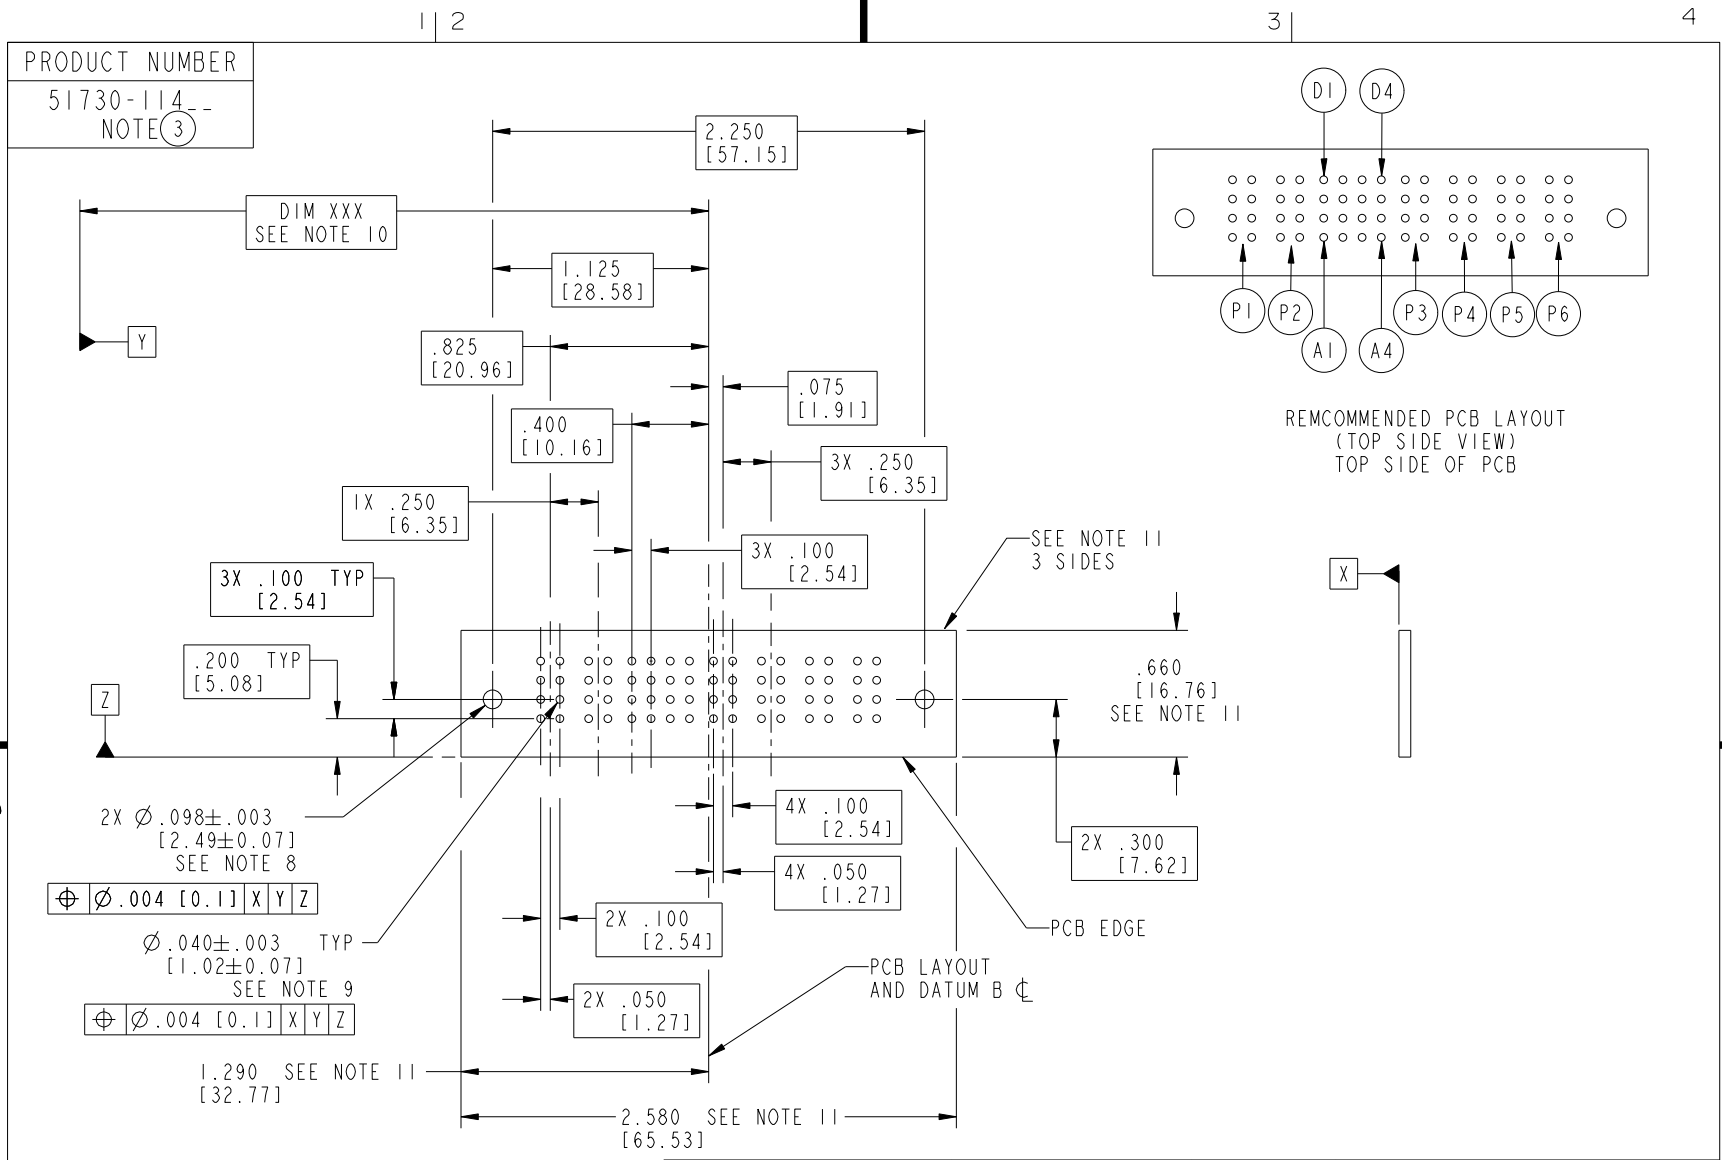 1 2
3
4
PRODUCT NUMBER
51730-114__
NOTE 3
2.250
[57.15]
DIM XXX
SEE NOTE 10
1.125
[28.58]
Y
.825
[20.96]
.075
[1.91]
.400
[10.16]
3X .250
[6.35]
1X .250
[6.35]
3X .100
[2.54]
SEE NOTE 11
3 SIDES
3X .100 TYP
[2.54]
.200 TYP
[5.08]
Z
.660
[16.76]
SEE NOTE 11
X
D1
D4
P1
P2
P3
P4
P5
P6
A1
A4
REMCOMMENDED PCB LAYOUT
(TOP SIDE VIEW)
TOP SIDE OF PCB
2X Ø.098±.003
[2.49±0.07]
SEE NOTE 8
⌖ Ø.004 [0.1] X Y Z
Ø.040±.003 TYP
[1.02±0.07]
SEE NOTE 9
⌖ Ø.004 [0.1] X Y Z
4X .100
[2.54]
4X .050
[1.27]
2X .300
[7.62]
2X .100
[2.54]
2X .050
[1.27]
PCB EDGE
PCB LAYOUT
AND DATUM B ℄
1.290 SEE NOTE 11
[32.77]
2.580 SEE NOTE 11
[65.53]